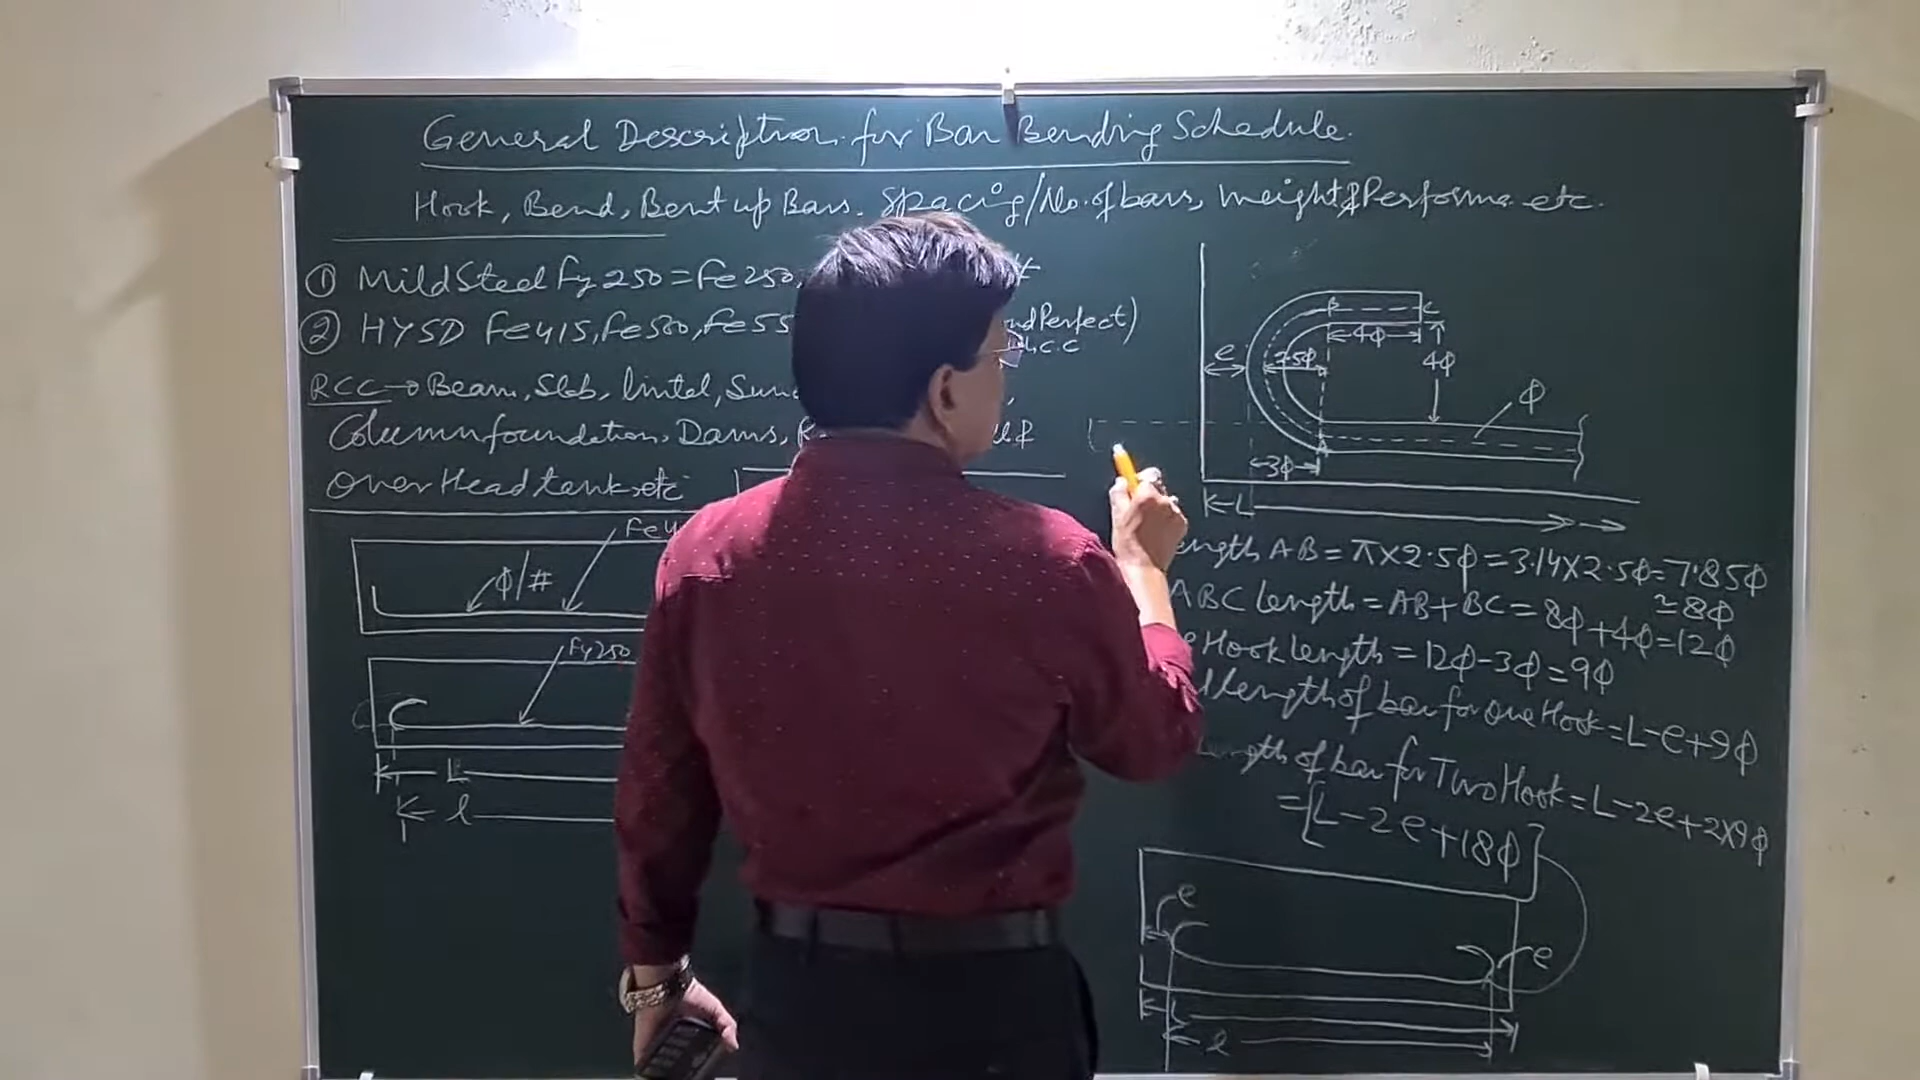 General Description for Bar Bending Schedule.
Hook, Bend, Bent up Bars. Spacing/No. of bars, weight & Performa. etc.
① Mild Steel Fy 250 = Fe 250,
② HYSD Fe415, Fe500, Fe55
Perfect)
R.C.C
RCC → Beam, Slab, lintel, Sun
Column foundation, Dams, R
Over Head tank etc
Fe4
Φ/#
Fy250
L
l
B
C
4Φ
4Φ
e
2.5Φ
Φ
A
3Φ
L
ength AB = π×2.5Φ = 3.14×2.5Φ = 7.85Φ
≈8Φ
ABC Length = AB + BC = 8Φ + 4Φ = 12Φ
e Hook length = 12Φ-3Φ = 9Φ
l length of bar for One Hook = L-e+9Φ
Length of bar for Two Hook = L-2e+2×9Φ
= [L-2e+18Φ]
e
e
L
l